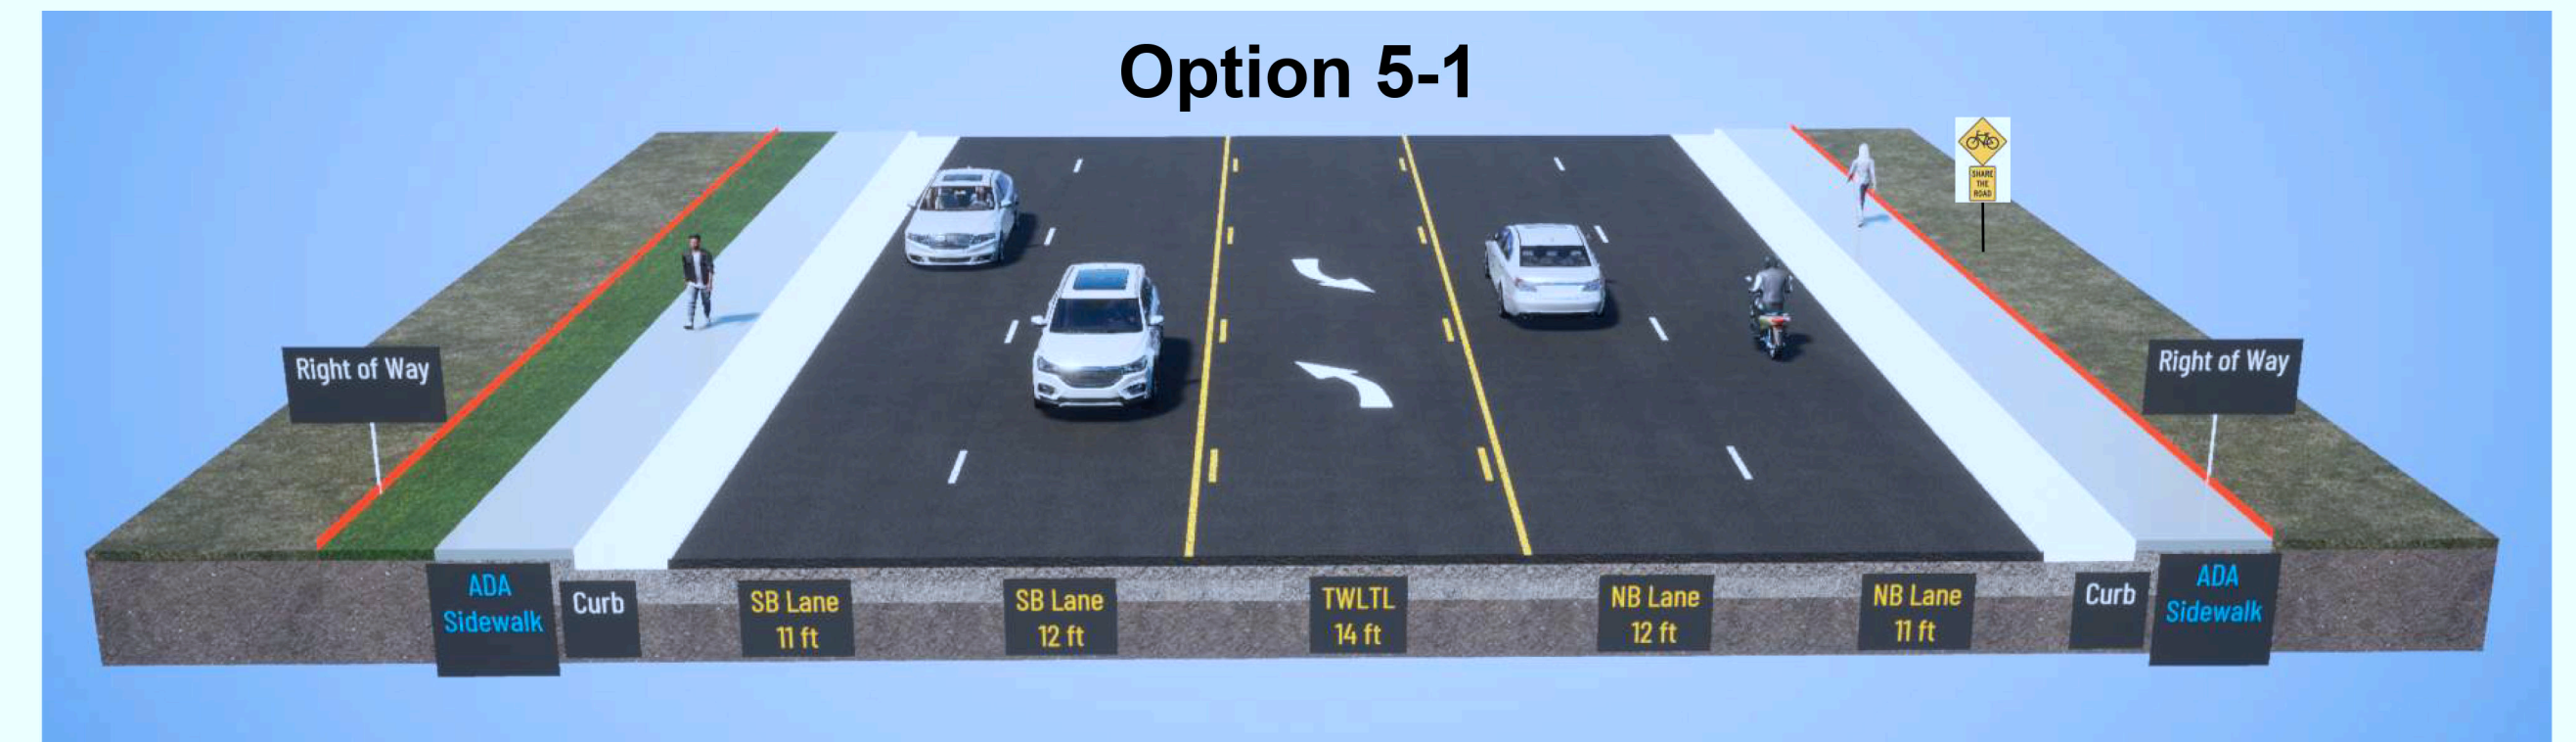 Option 5-1
SHARE
THE
ROAD
Right of Way
Right of Way
ADA
Sidewalk
Curb
SB Lane
11 ft
SB Lane
12 ft
TWLTL
14 ft
NB Lane
12 ft
NB Lane
11 ft
Curb
ADA
Sidewalk